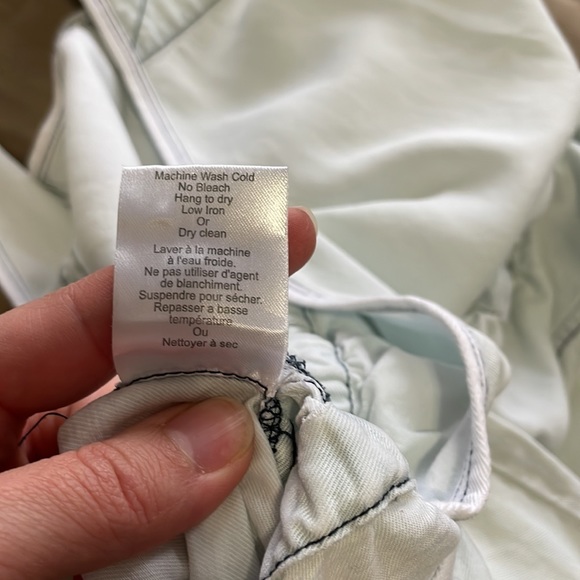 Machine Wash Cold
No Bleach
Hang to dry
Low Iron
Or
Dry clean
Laver à la machine
à l'eau froide.
Ne pas utiliser d'agent
de blanchiment.
Suspendre pour sécher.
Repasser a basse
température
Ou
Nettoyer à sec